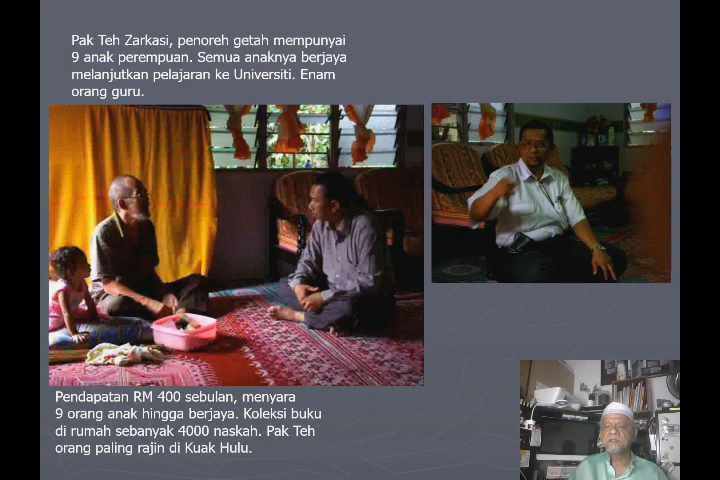 Pak Teh Zarkasi, penoreh getah mempunyai
9 anak perempuan. Semua anaknya berjaya
melanjutkan pelajaran ke Universiti. Enam
orang guru.
Pendapatan RM 400 sebulan, menyara
9 orang anak hingga berjaya. Koleksi buku
di rumah sebanyak 4000 naskah. Pak Teh
orang paling rajin di Kuak Hulu.